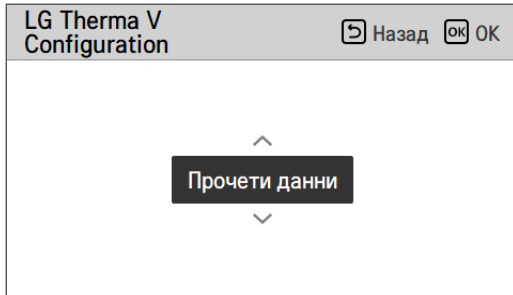 LG Therma V
Configuration
Назад OK OK
Прочети данни